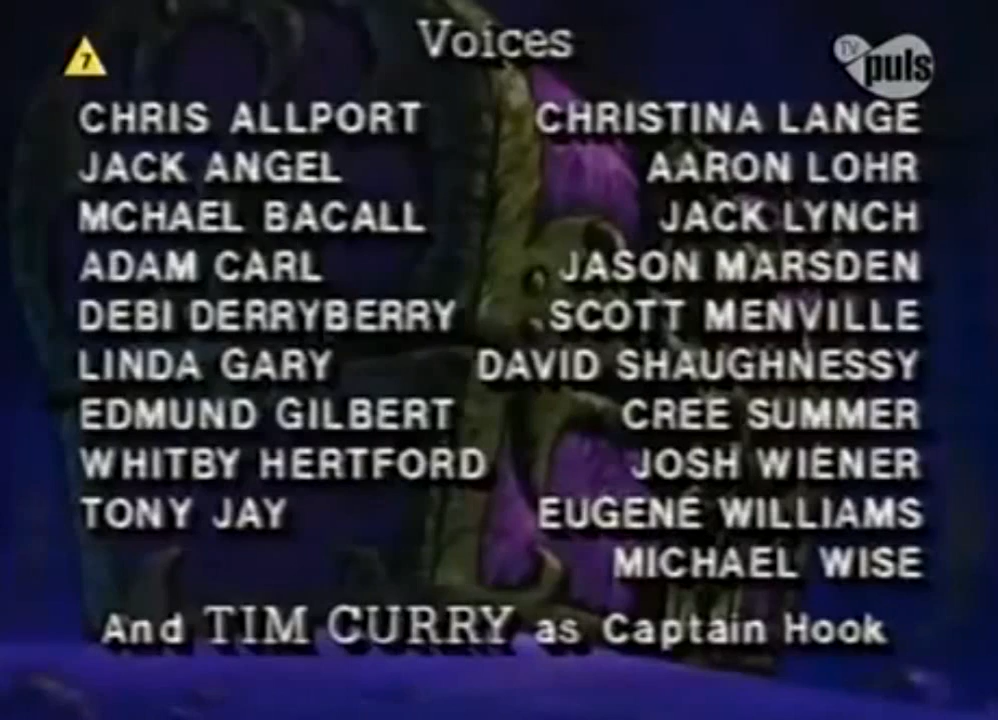 Voices
7
TV puls
CHRIS ALLPORT
JACK ANGEL
MCHAEL BACALL
ADAM CARL
DEBI DERRYBERRY
LINDA GARY
EDMUND GILBERT
WHITBY HERTFORD
TONY JAY
CHRISTINA LANGE
AARON LOHR
JACK LYNCH
JASON MARSDEN
SCOTT MENVILLE
DAVID SHAUGHNESSY
CREE SUMMER
JOSH WIENER
EUGENE WILLIAMS
MICHAEL WISE
And TIM CURRY as Captain Hook